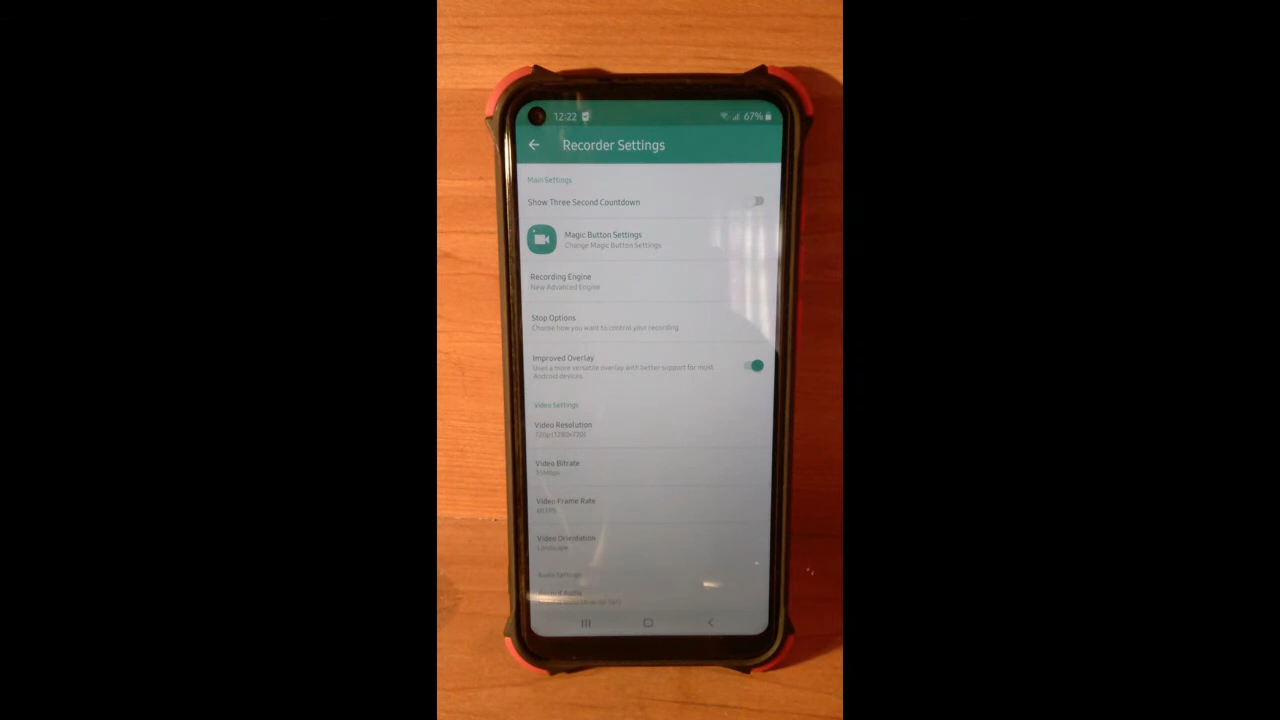 12:22 67%
Recorder Settings
Main Settings
Show Three Second Countdown
Magic Button Settings
Change Magic Button Settings
Recording Engine
New Advanced Engine
Stop Options
Choose how you want to control your recording
Improved Overlay
Uses a more versatile overlay with better support for most
Android devices.
Video Settings
Video Resolution
720p (1280x720)
Video Bitrate
Video Frame Rate
Video Orientation
Landscape
Audio Settings
Record Audio